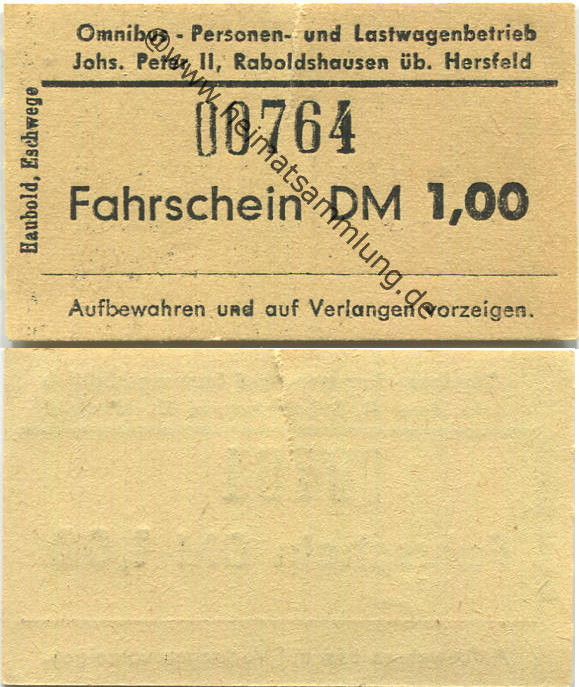 Omnibus - Personen- und Lastwagenbetrieb
Johs. Peter II, Raboldshausen üb. Hersfeld
Haubold, Eschwege
00764
Fahrschein DM 1,00
Aufbewahren und auf Verlangen vorzeigen.
@www.heimatsammlung.de